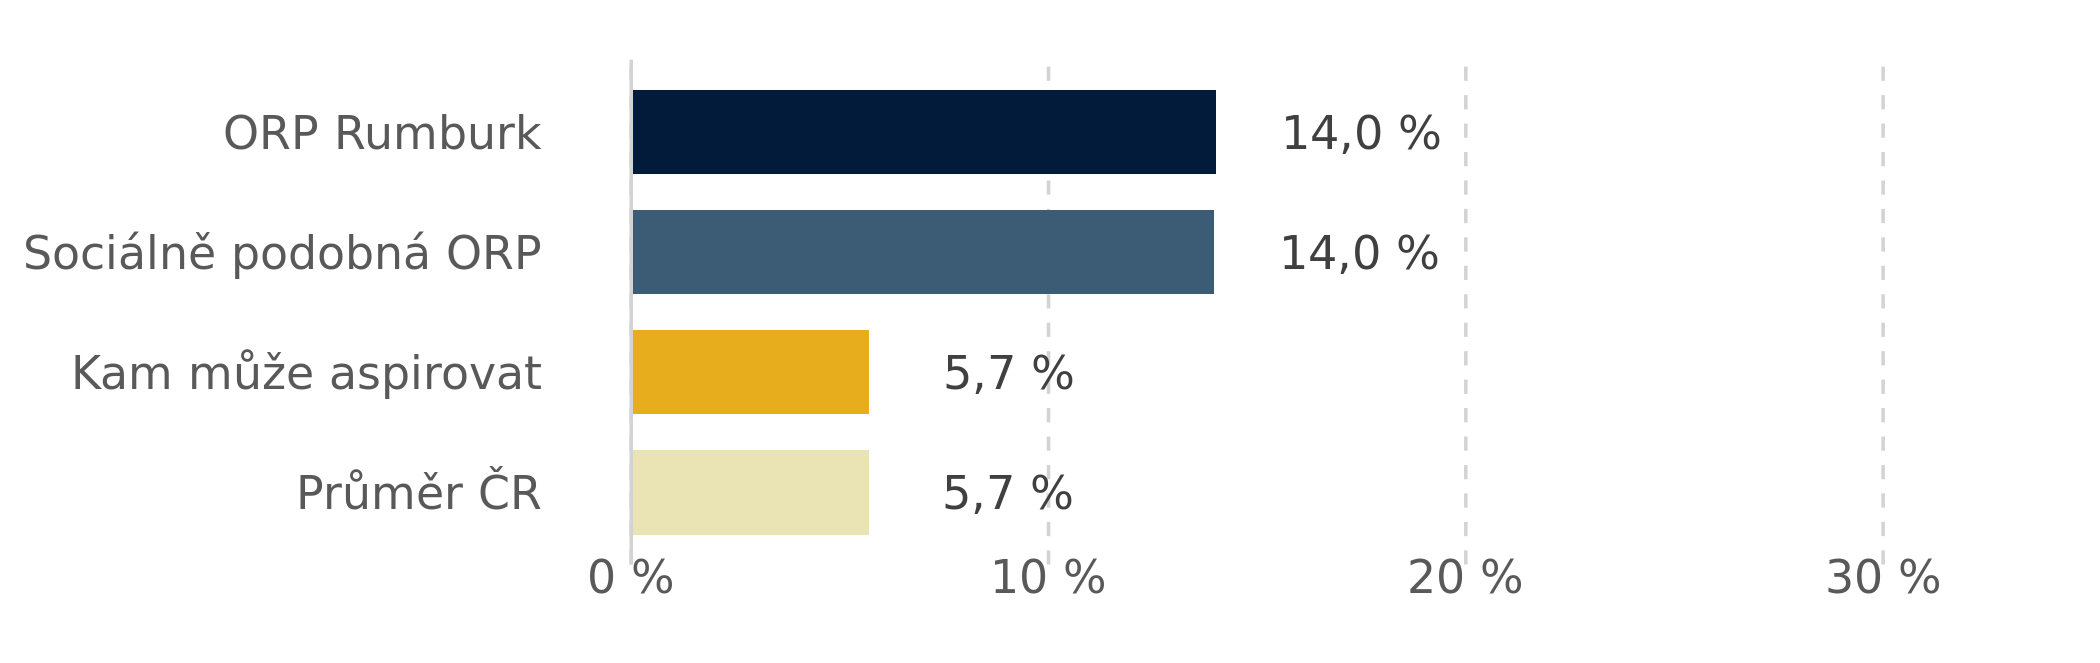 ORP Rumburk 14,0 %
Sociálně podobná ORP 14,0 %
Kam může aspirovat 5,7 %
Průměr ČR 5,7 %
0 % 10 % 20 % 30 %